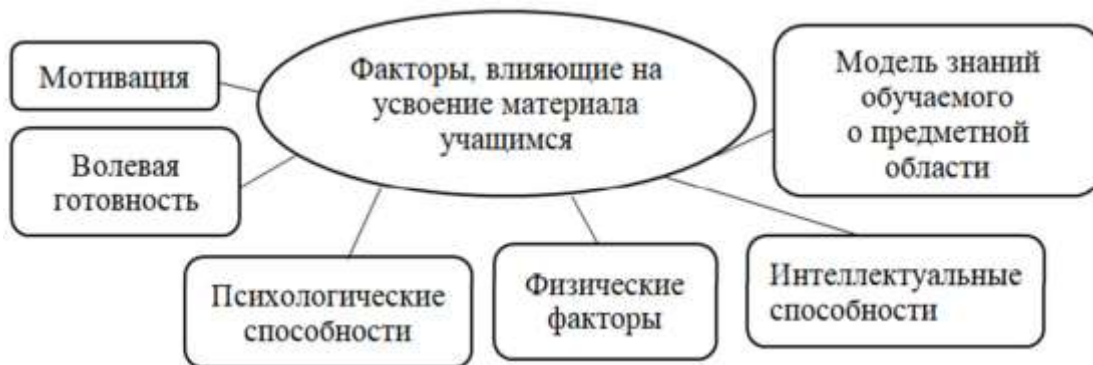 Мотивация
Волевая
готовность
Факторы, влияющие на
усвоение материала
учащимся
Модель знаний
обучаемого
о предметной
области
Психологические
способности
Физические
факторы
Интеллектуальные
способности